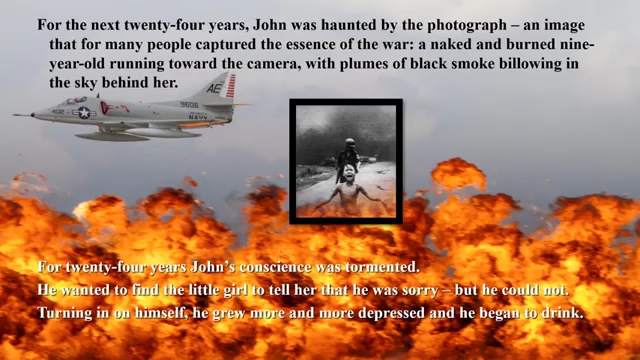 For the next twenty-four years, John was haunted by the photograph – an image
that for many people captured the essence of the war: a naked and burned nine-
year-old running toward the camera, with plumes of black smoke billowing in
the sky behind her.
AE
9606
NAVY
For twenty-four years John’s conscience was tormented.
He wanted to find the little girl to tell her that he was sorry – but he could not.
Turning in on himself, he grew more and more depressed and he began to drink.